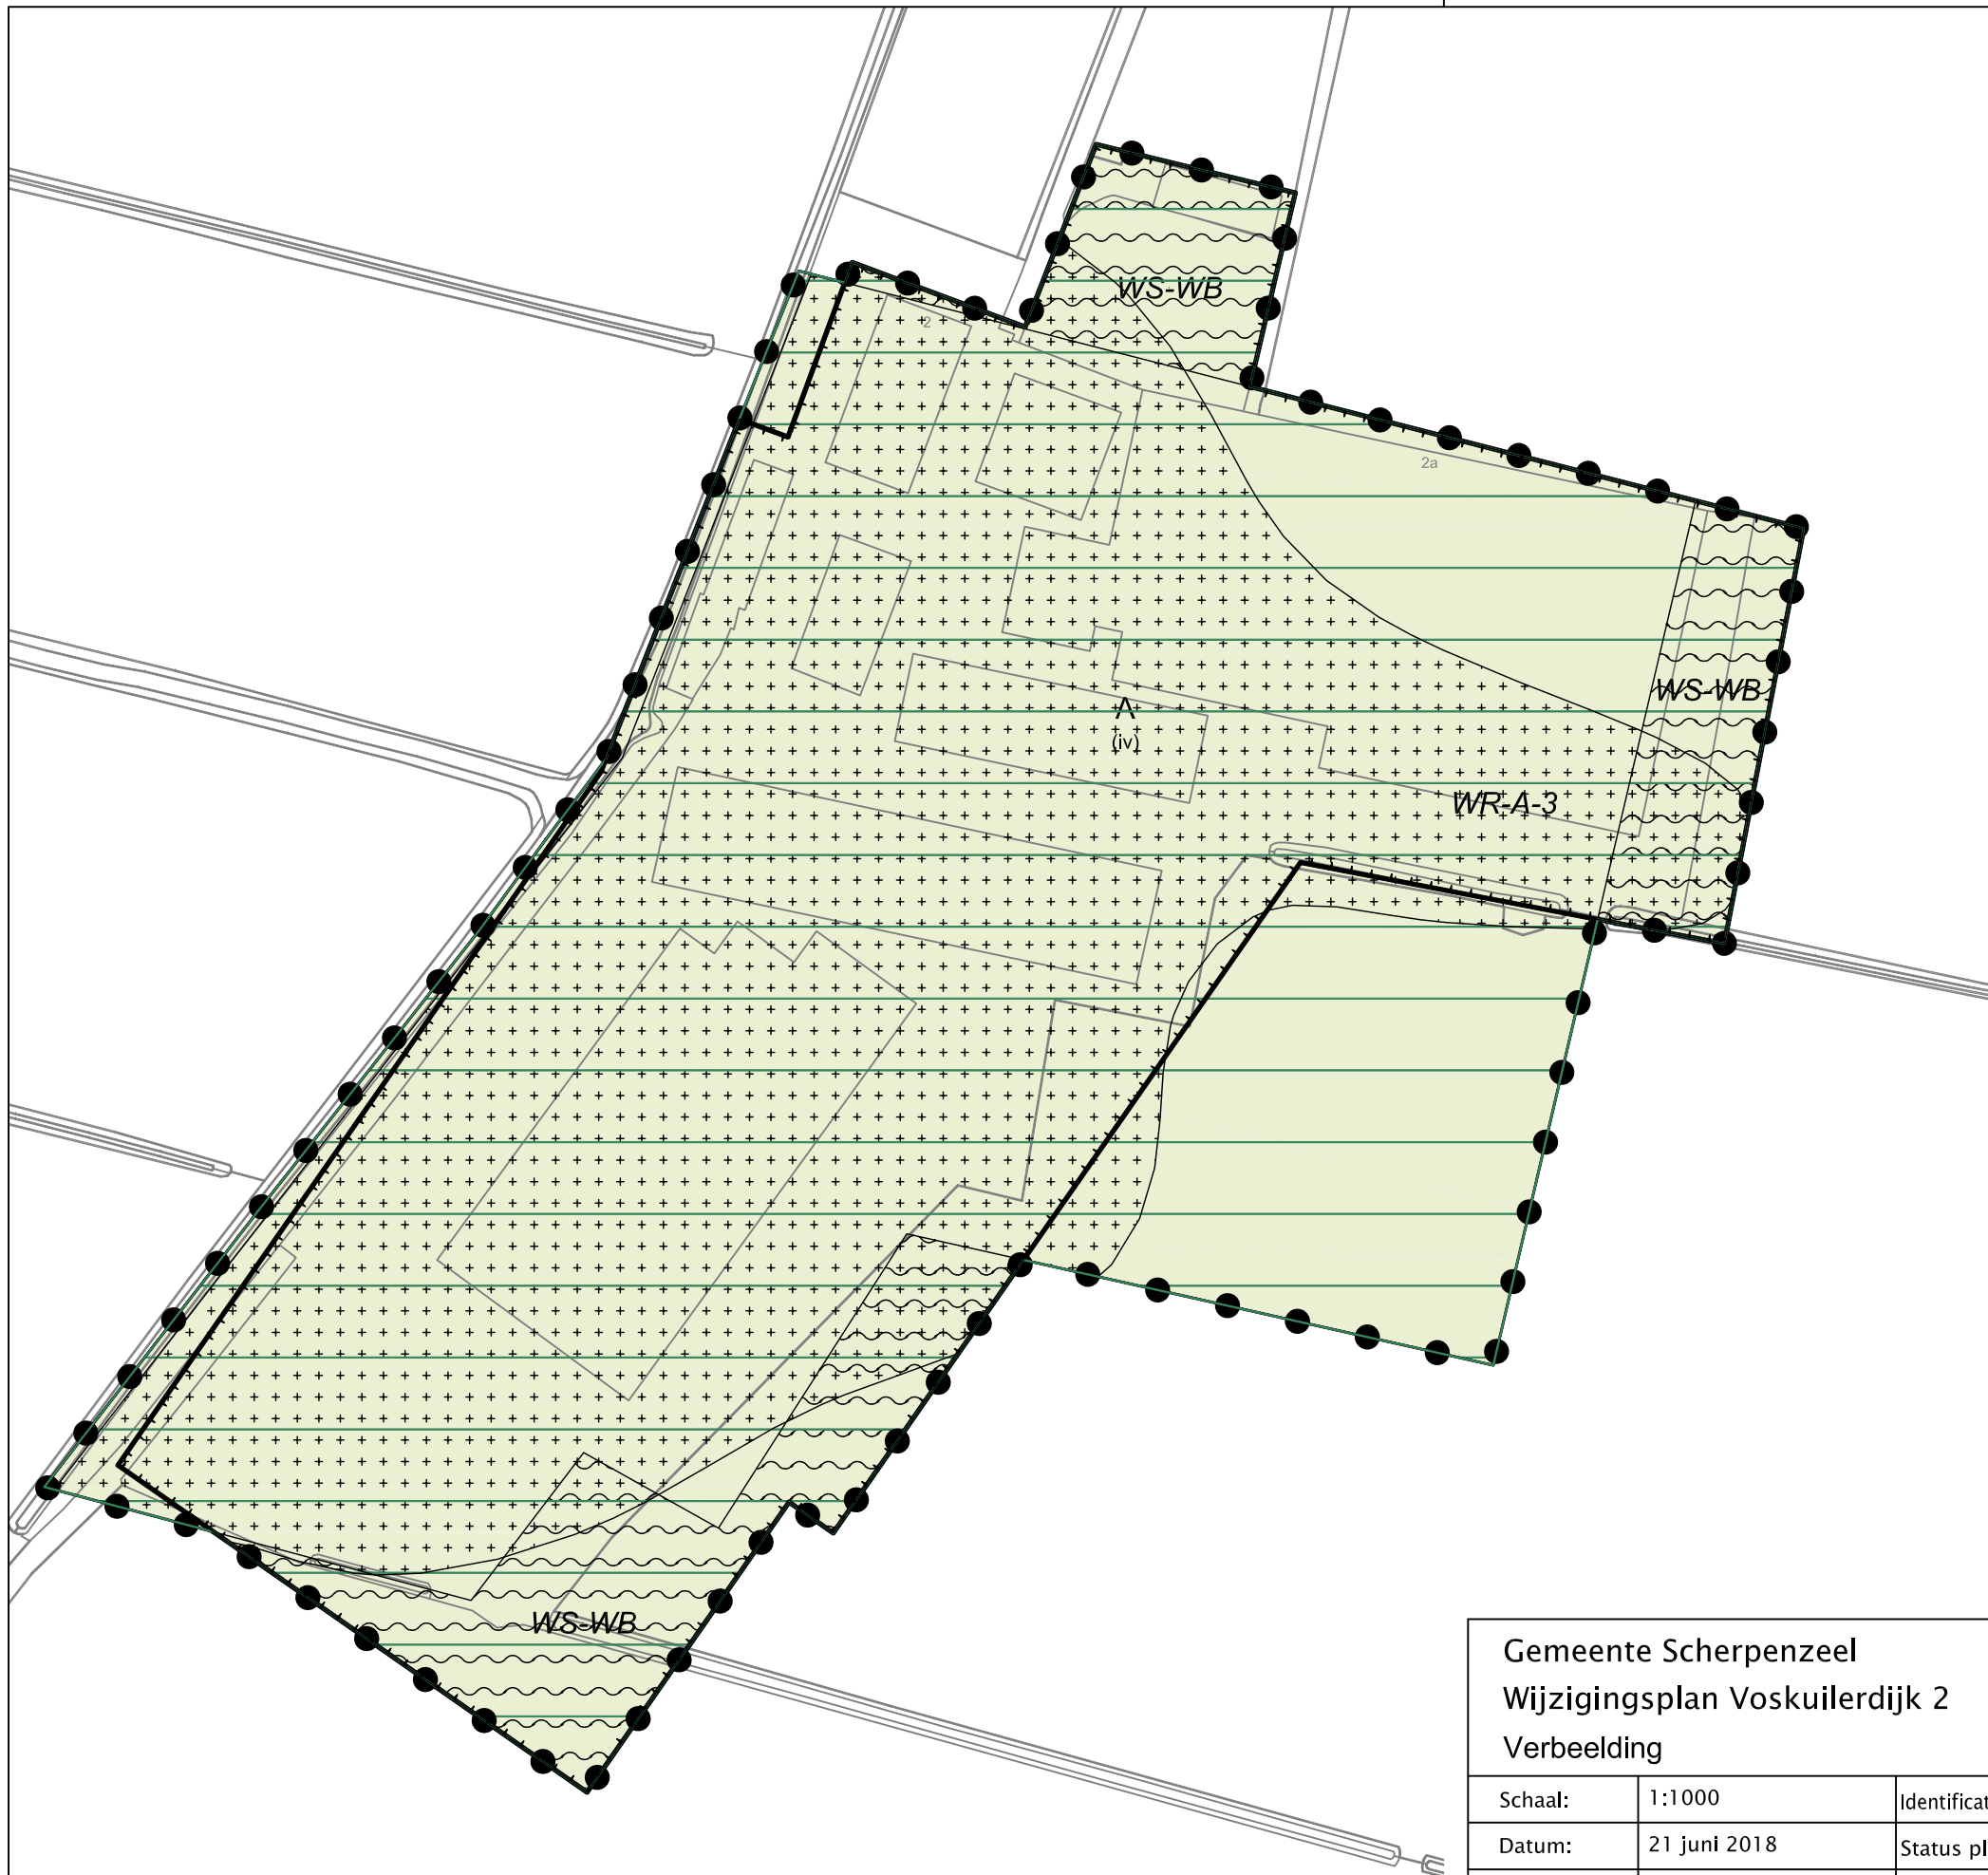 WS-WB
2
2a
WS-WB
A
(iv)
WR-A-3
WS-WB
Gemeente Scherpenzeel
Wijzigingsplan Voskuilerdijk 2
Verbeelding
Schaal: 1:1000
Datum: 21 juni 2018 Status